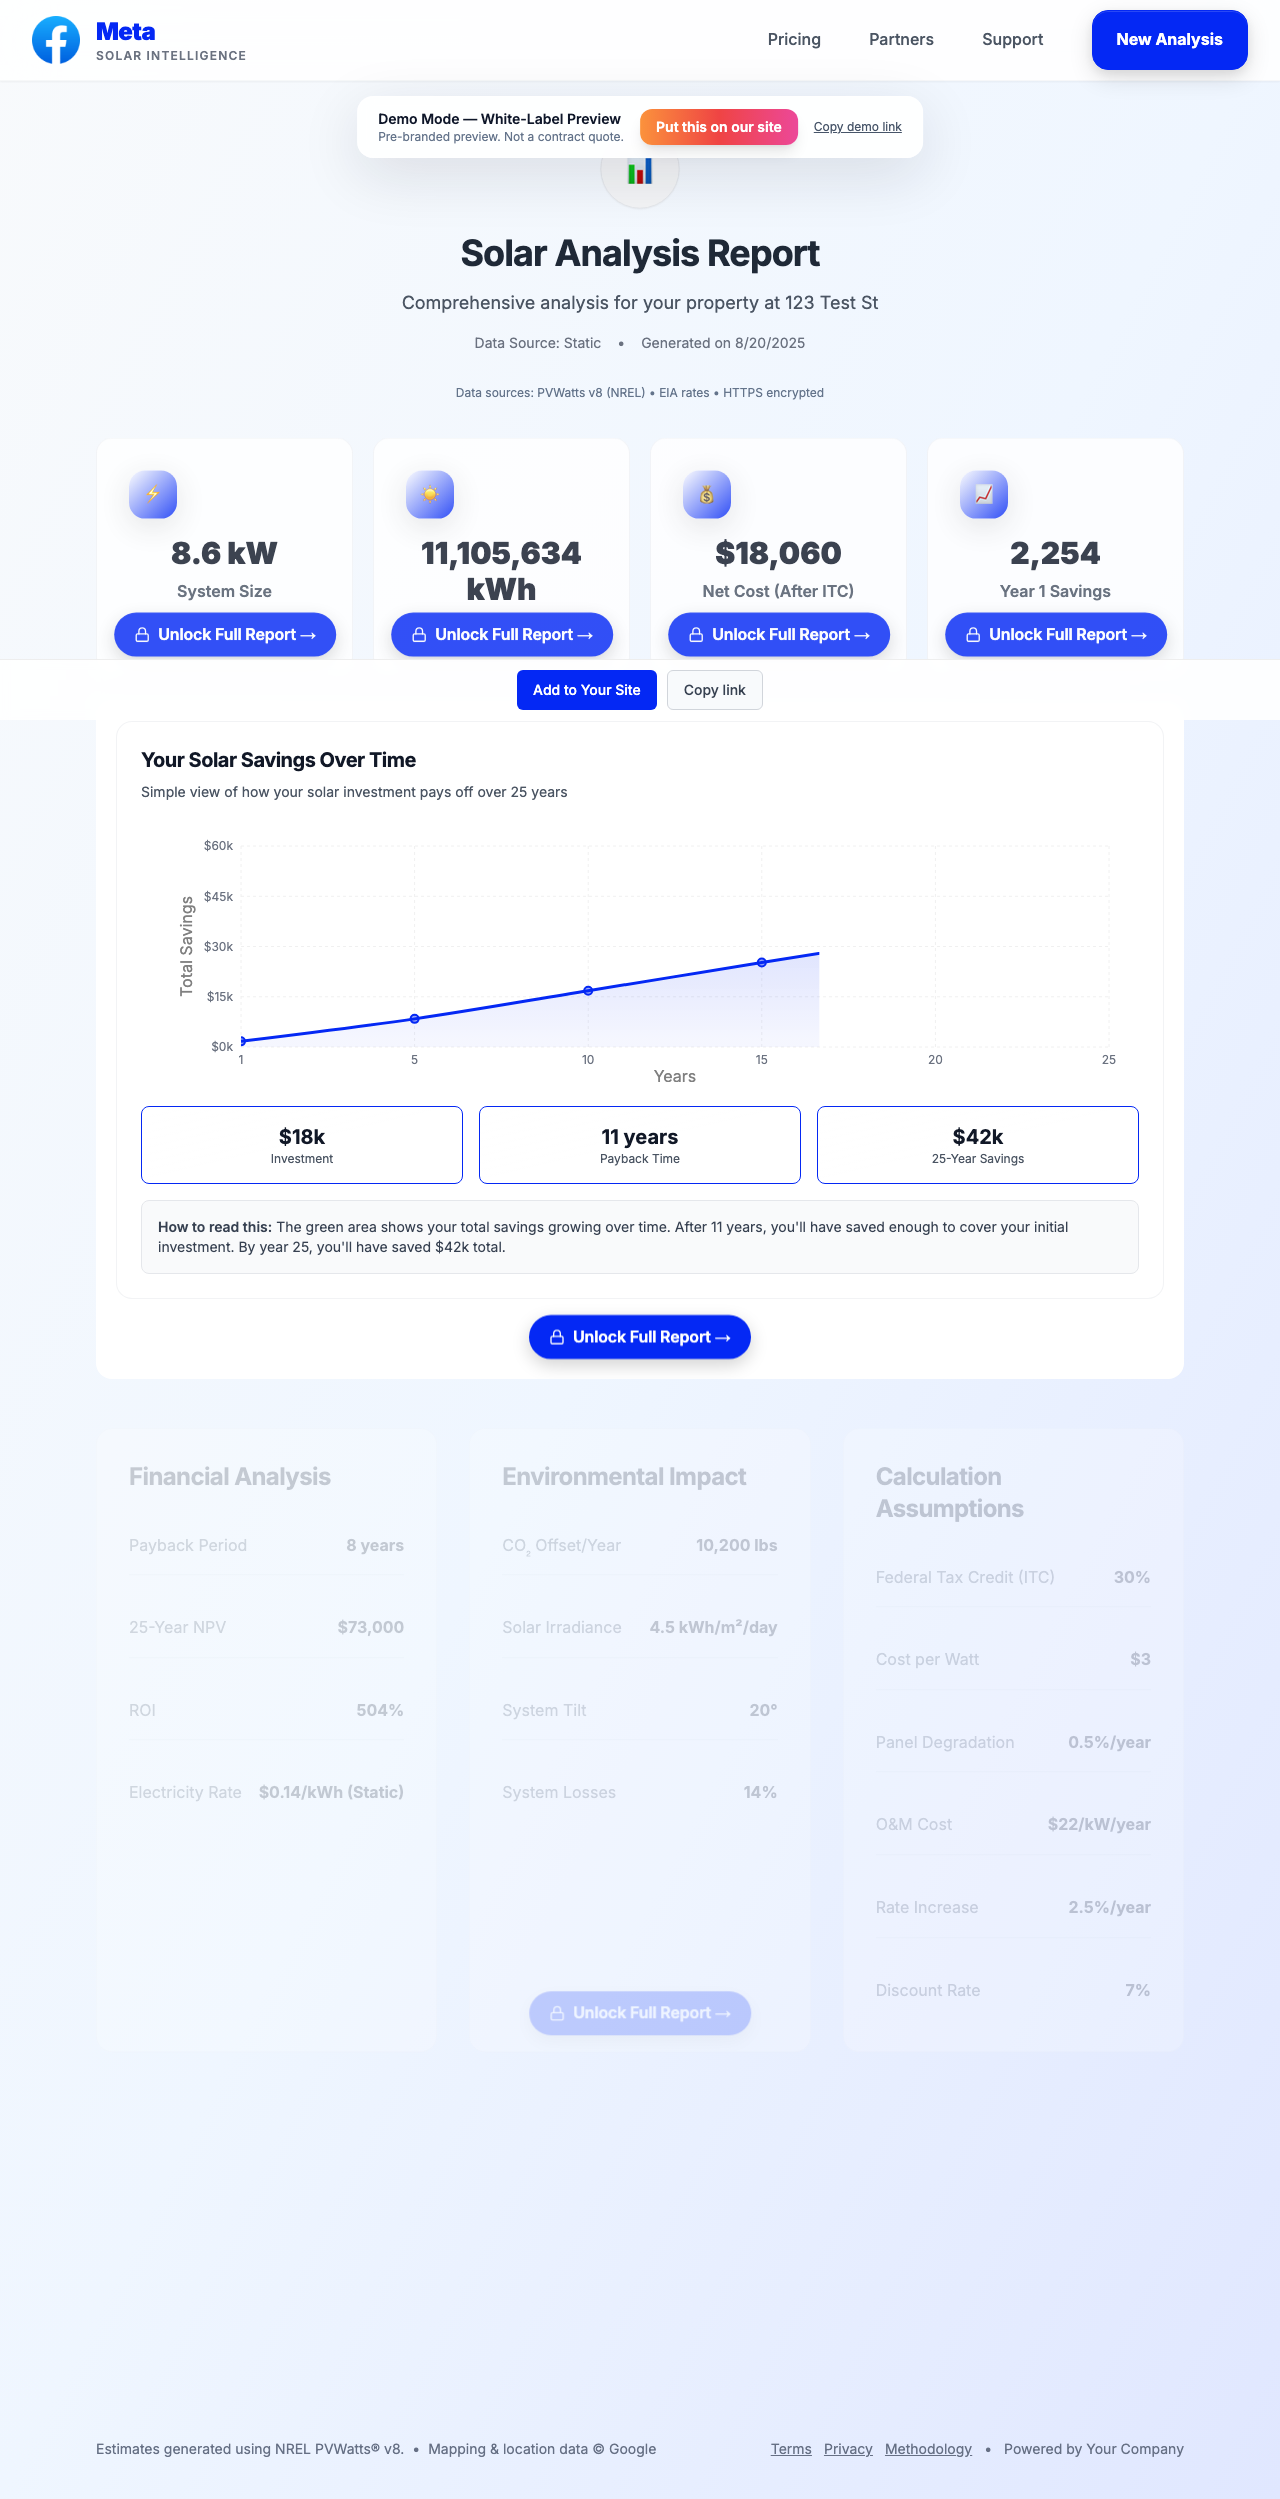 Meta
SOLAR INTELLIGENCE
Pricing
Partners
Support
New Analysis
Demo Mode — White-Label Preview
Pre-branded preview. Not a contract quote.
Put this on our site
Copy demo link
Solar Analysis Report
Comprehensive analysis for your property at 123 Test St
Data Source: Static • Generated on 8/20/2025
Data sources: PVWatts v8 (NREL) • EIA rates • HTTPS encrypted
8.6 kW
System Size
Unlock Full Report →
11,105,634
kWh
Unlock Full Report →
$18,060
Net Cost (After ITC)
Unlock Full Report →
2,254
Year 1 Savings
Unlock Full Report →
Add to Your Site
Copy link
Your Solar Savings Over Time
Simple view of how your solar investment pays off over 25 years
Total Savings
$60k
$45k
$30k
$15k
$0k
1
5
10
15
20
25
Years
$18k
Investment
11 years
Payback Time
$42k
25-Year Savings
How to read this: The green area shows your total savings growing over time. After 11 years, you'll have saved enough to cover your initial
investment. By year 25, you'll have saved $42k total.
Unlock Full Report →
Financial Analysis
Payback Period 8 years
25-Year NPV $73,000
ROI 504%
Electricity Rate $0.14/kWh (Static)
Environmental Impact
CO₂ Offset/Year 10,200 lbs
Solar Irradiance 4.5 kWh/m²/day
System Tilt 20°
System Losses 14%
Unlock Full Report →
Calculation
Assumptions
Federal Tax Credit (ITC) 30%
Cost per Watt $3
Panel Degradation 0.5%/year
O&M Cost $22/kW/year
Rate Increase 2.5%/year
Discount Rate 7%
Estimates generated using NREL PVWatts® v8. • Mapping & location data © Google
Terms Privacy Methodology • Powered by Your Company